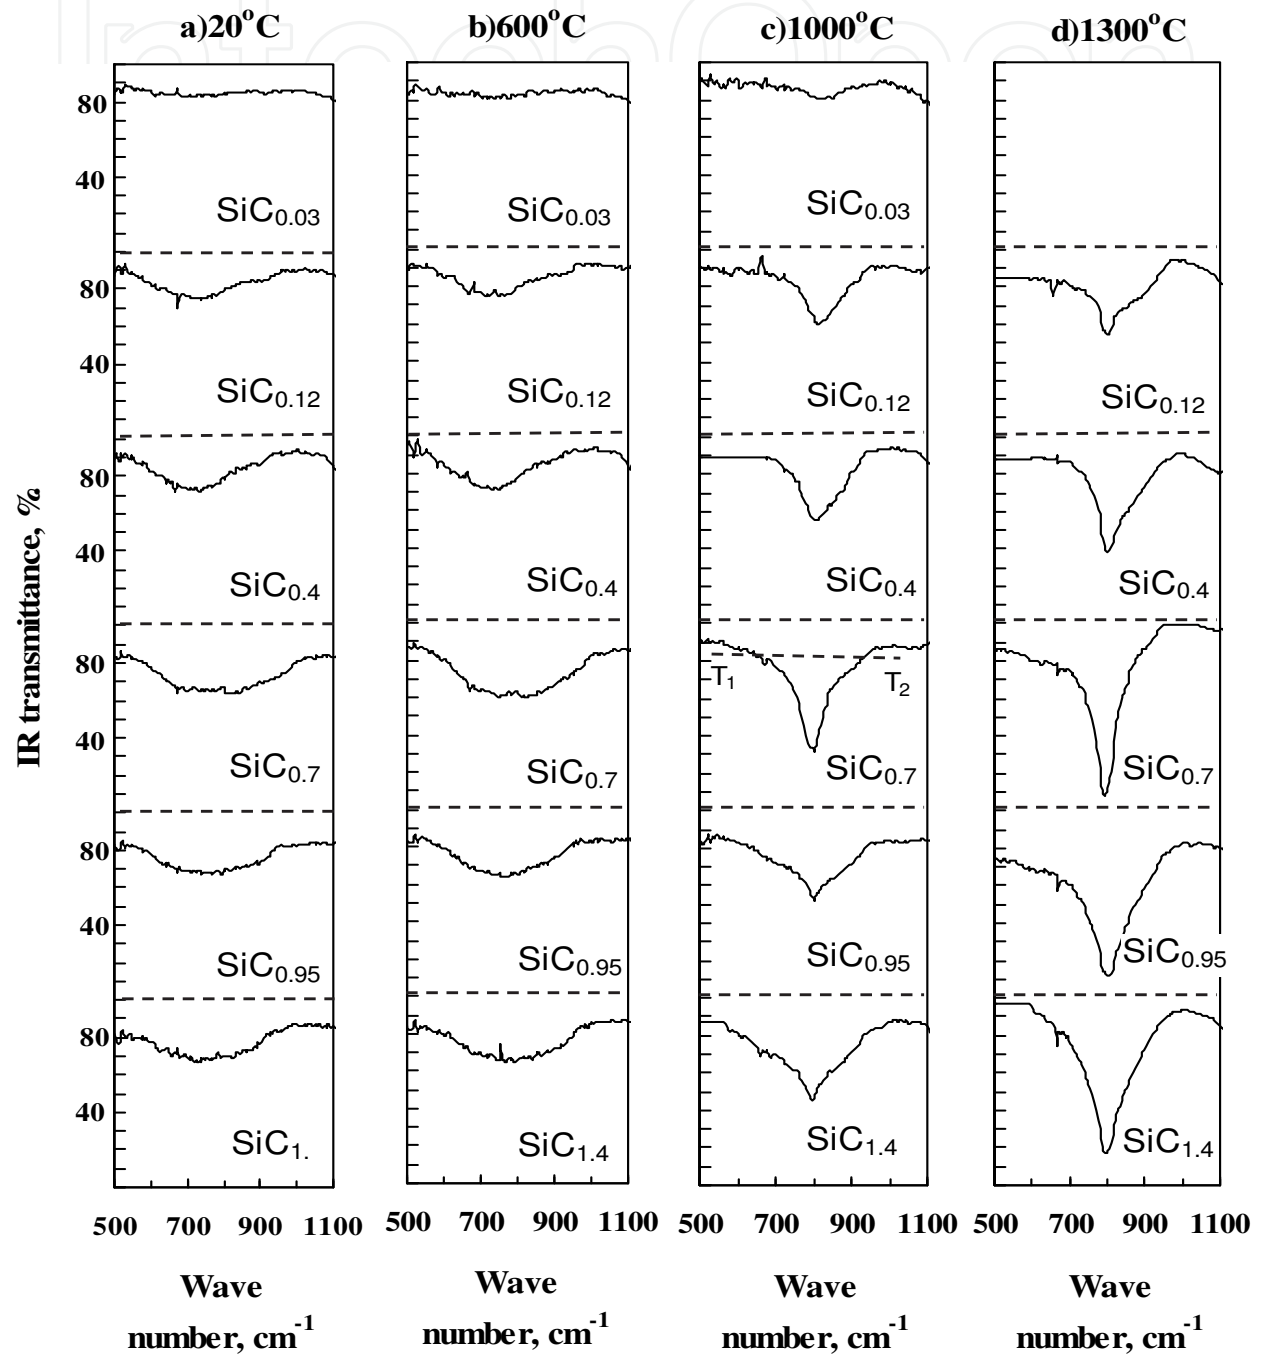 IntechOpen
a)20°C b)600°C c)1000°C d)1300°C
80
40
SiC0.03 SiC0.03 SiC0.03
80
40
SiC0.12 SiC0.12 SiC0.12 SiC0.12
80
40
SiC0.4 SiC0.4 SiC0.4 SiC0.4
IR transmittance, %
80
T1 T2
40
SiC0.7 SiC0.7 SiC0.7 SiC0.7
80
40
SiC0.95 SiC0.95 SiC0.95 SiC0.95
80
40
SiC1. SiC1.4 SiC1.4 SiC1.4
500 700 900 1100 500 700 900 1100 500 700 900 1100 500 700 900 1100
Wave Wave Wave Wave
number, cm-1 number, cm-1 number, cm-1 number, cm-1